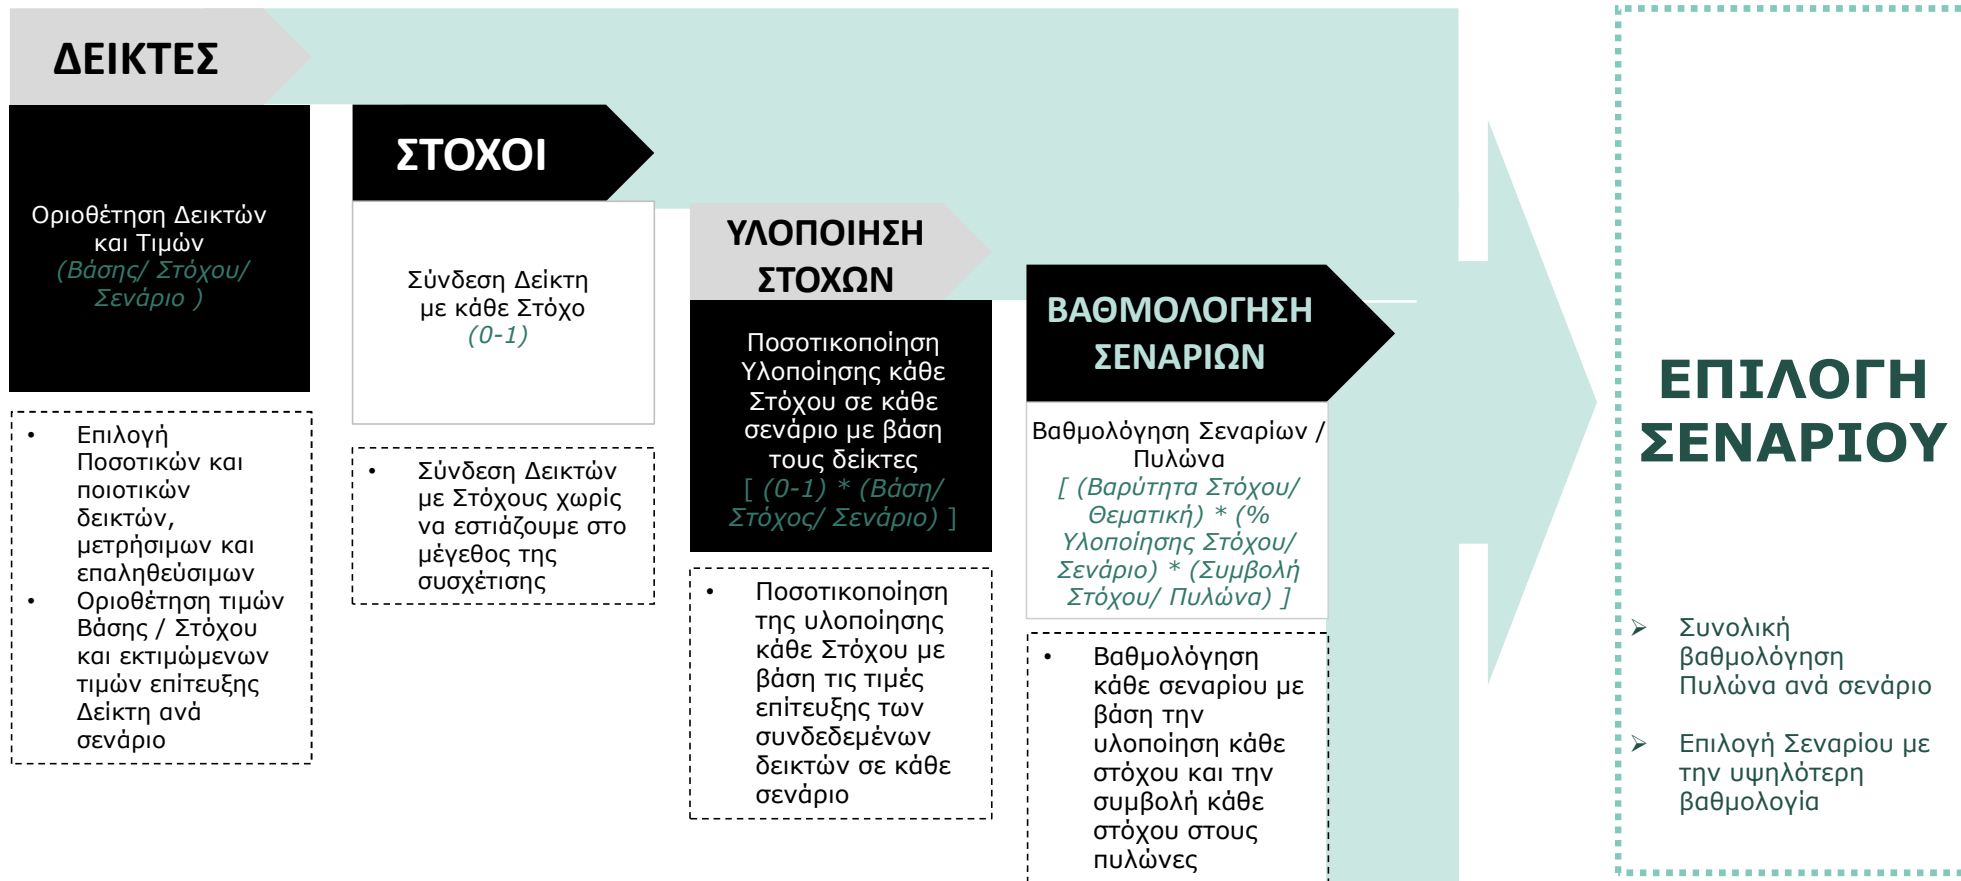 ΔΕΙΚΤΕΣ
Οριοθέτηση Δεικτών
και Τιμών
(Βάσης/ Στόχου/
Σενάριο )
• Επιλογή
Ποσοτικών και
ποιοτικών
δεικτών,
μετρήσιμων και
επαληθεύσιμων
• Οριοθέτηση τιμών
Βάσης / Στόχου
και εκτιμώμενων
τιμών επίτευξης
Δείκτη ανά
σενάριο
ΣΤΟΧΟΙ
Σύνδεση Δείκτη
με κάθε Στόχο
(0-1)
• Σύνδεση Δεικτών
με Στόχους χωρίς
να εστιάζουμε στο
μέγεθος της
συσχέτισης
ΥΛΟΠΟΙΗΣΗ
ΣΤΟΧΩΝ
Ποσοτικοποίηση
Υλοποίησης κάθε
Στόχου σε κάθε
σενάριο με βάση
τους δείκτες
[ (0-1) * (Βάση/
Στόχος/ Σενάριο) ]
• Ποσοτικοποίηση
της υλοποίησης
κάθε Στόχου με
βάση τις τιμές
επίτευξης των
συνδεδεμένων
δεικτών σε κάθε
σενάριο
ΒΑΘΜΟΛΟΓΗΣΗ
ΣΕΝΑΡΙΩΝ
Βαθμολόγηση Σεναρίων /
Πυλώνα
[ (Βαρύτητα Στόχου/
Θεματική) * (%
Υλοποίησης Στόχου/
Σενάριο) * (Συμβολή
Στόχου/ Πυλώνα) ]
• Βαθμολόγηση
κάθε σεναρίου με
βάση την
υλοποίηση κάθε
στόχου και την
συμβολή κάθε
στόχου στους
πυλώνες
ΕΠΙΛΟΓΗ
ΣΕΝΑΡΙΟΥ
➢ Συνολική
βαθμολόγηση
Πυλώνα ανά σενάριο
➢ Επιλογή Σεναρίου με
την υψηλότερη
βαθμολογία